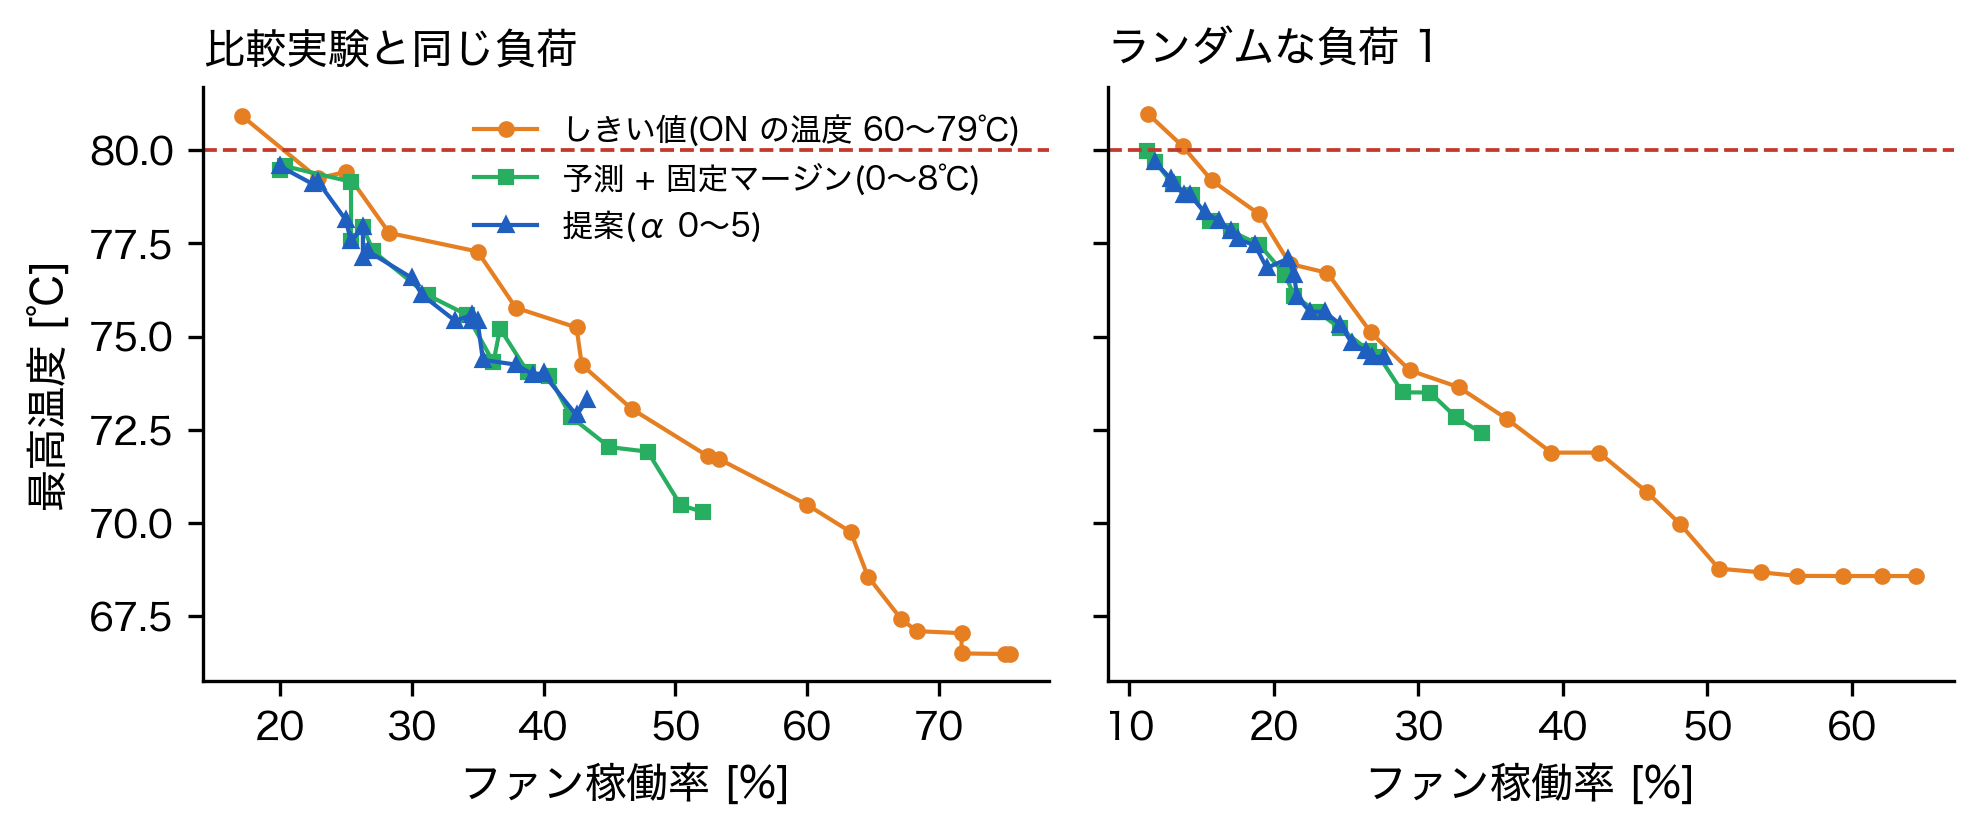 比較実験と同じ負荷
ランダムな負荷 1
しきい値(ON の温度 60～79℃)
予測 + 固定マージン(0～8℃)
提案(α 0～5)
最高温度 [℃]
80.0
77.5
75.0
72.5
70.0
67.5
20 30 40 50 60 70
10 20 30 40 50 60
ファン稼働率 [%]
ファン稼働率 [%]